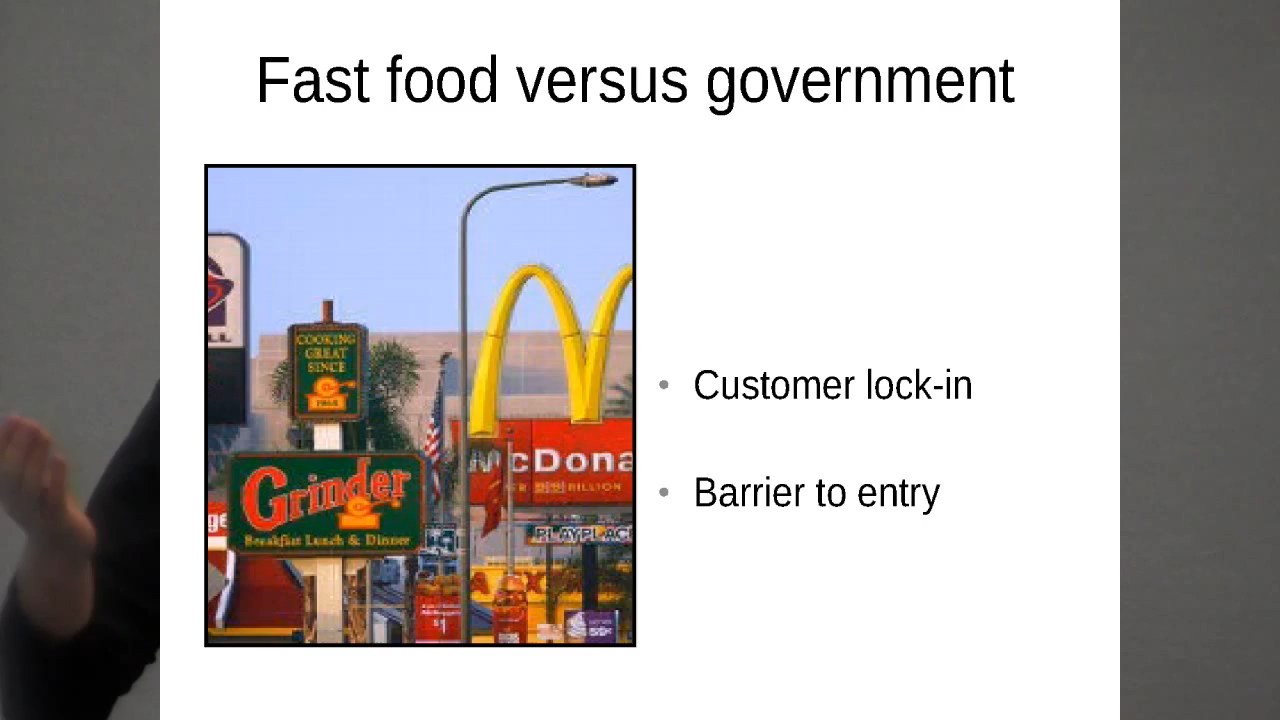 Fast food versus government
COOKING
GREAT
SINCE
Grinder
Breakfast Lunch & Dinner
McDona
BILLION
PLAYPLAC
$1
Customer lock-in
Barrier to entry